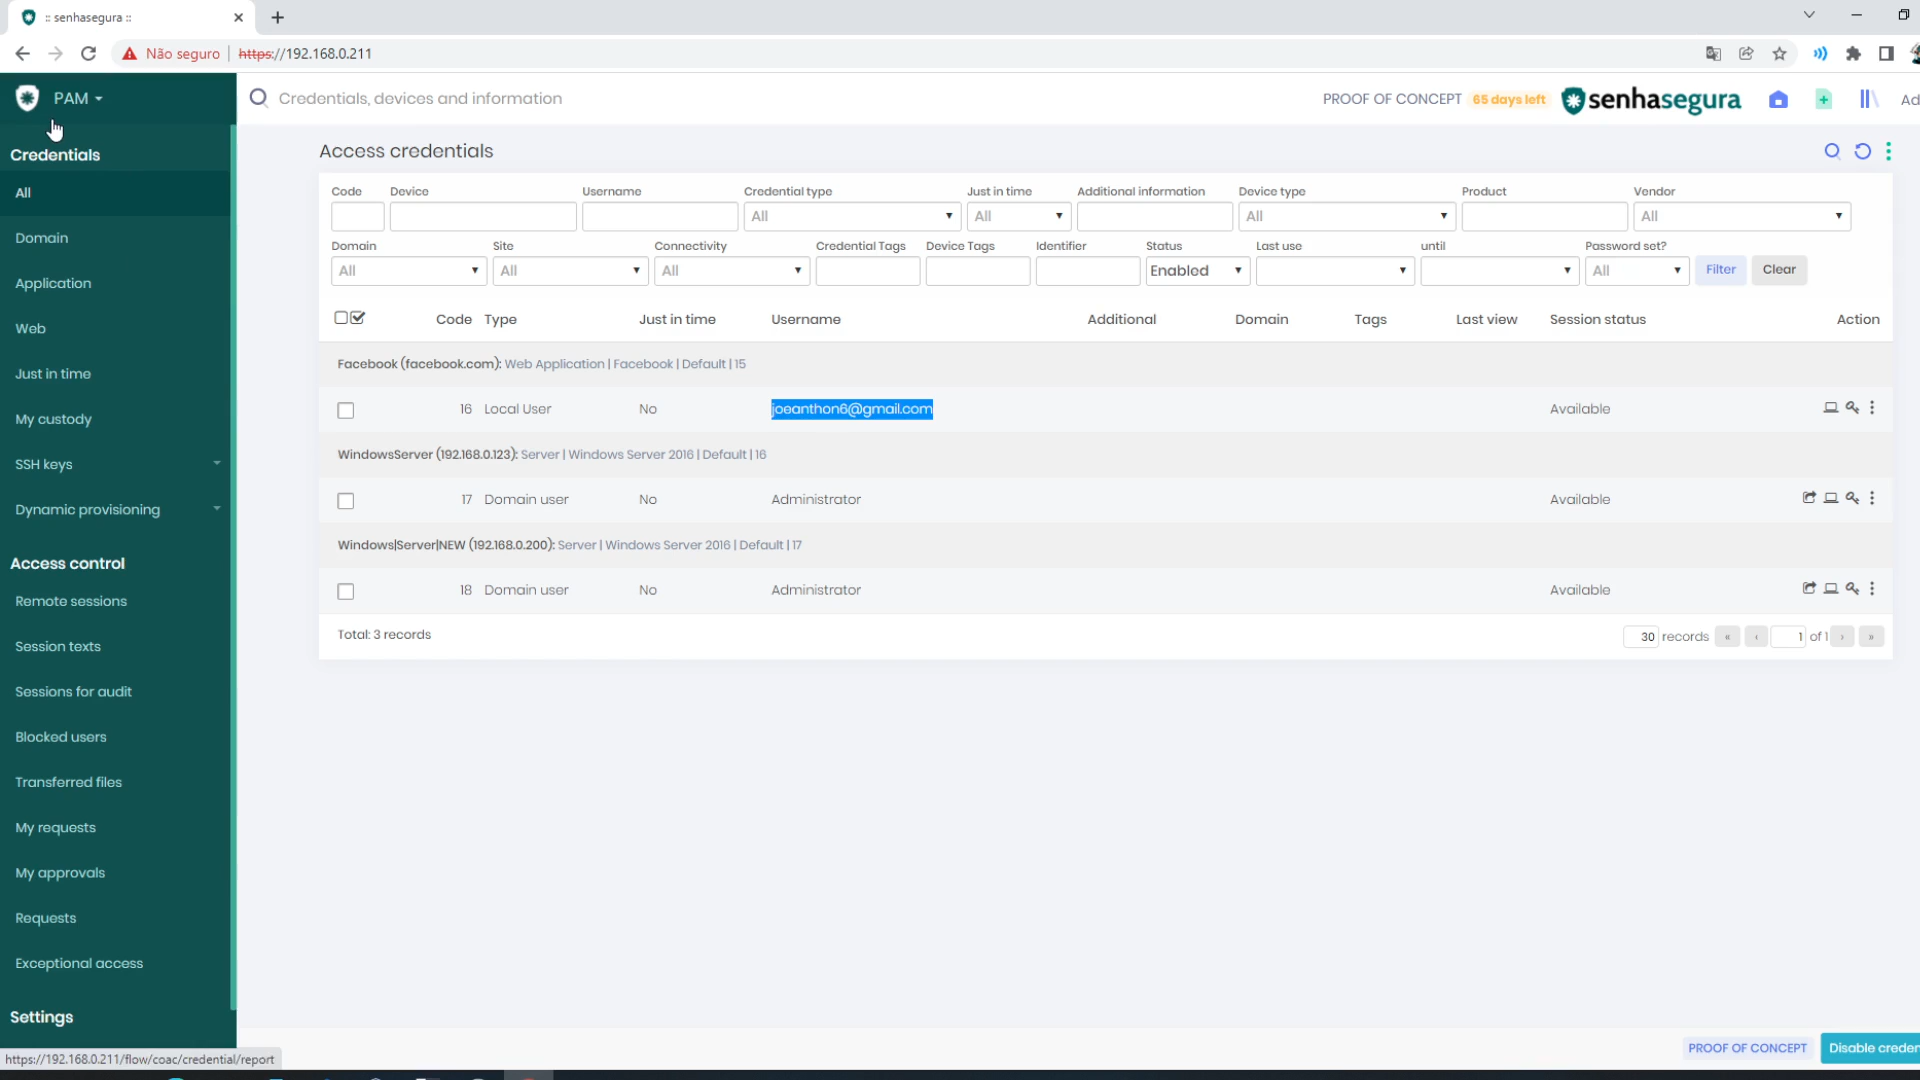 :: senhasegura ::
Não seguro
https://192.168.0.211
PAM
Credentials, devices and information
PROOF OF CONCEPT 65 days left
senhasegura
Ad
Credentials
All
Domain
Application
Web
Just in time
My custody
SSH keys
Dynamic provisioning
Access control
Remote sessions
Session texts
Sessions for audit
Blocked users
Transferred files
My requests
My approvals
Requests
Exceptional access
Settings
Access credentials
Code Device Username Credential type Just in time Additional information Device type Product Vendor
All All All All
Domain Site Connectivity Credential Tags Device Tags Identifier Status Last use until Password set?
All All All Enabled All Filter Clear
Code Type Just in time Username Additional Domain Tags Last view Session status Action
Facebook (facebook.com): Web Application | Facebook | Default | 15
16 Local User No joeanthon6@gmail.com Available
WindowsServer (192.168.0.123): Server | Windows Server 2016 | Default | 16
17 Domain user No Administrator Available
Windows|Server|NEW (192.168.0.200): Server | Windows Server 2016 | Default | 17
18 Domain user No Administrator Available
Total: 3 records
30 records « ‹ 1 of 1 › »
PROOF OF CONCEPT
Disable creden
https://192.168.0.211/flow/coac/credential/report